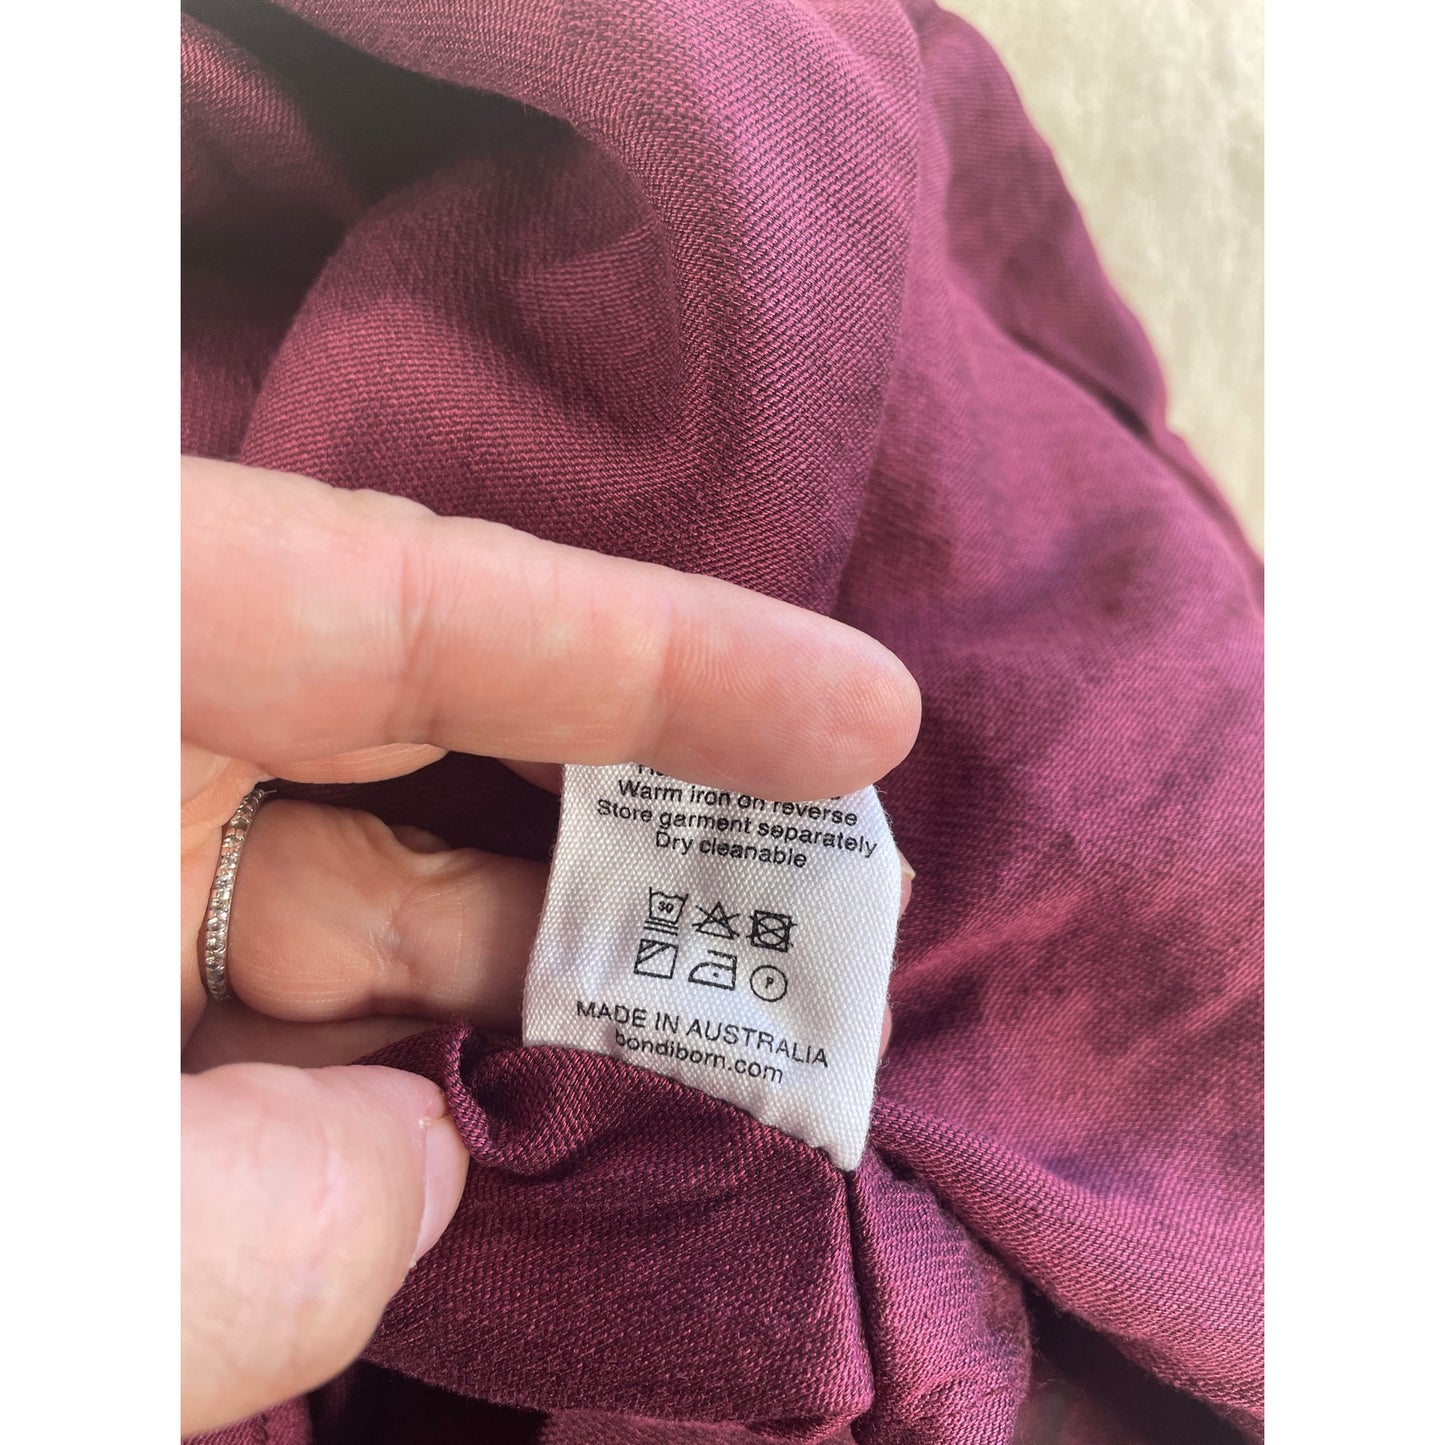 Warm iron on reverse
Store garment separately
Dry cleanable
30
P
MADE IN AUSTRALIA
bondiborn.com